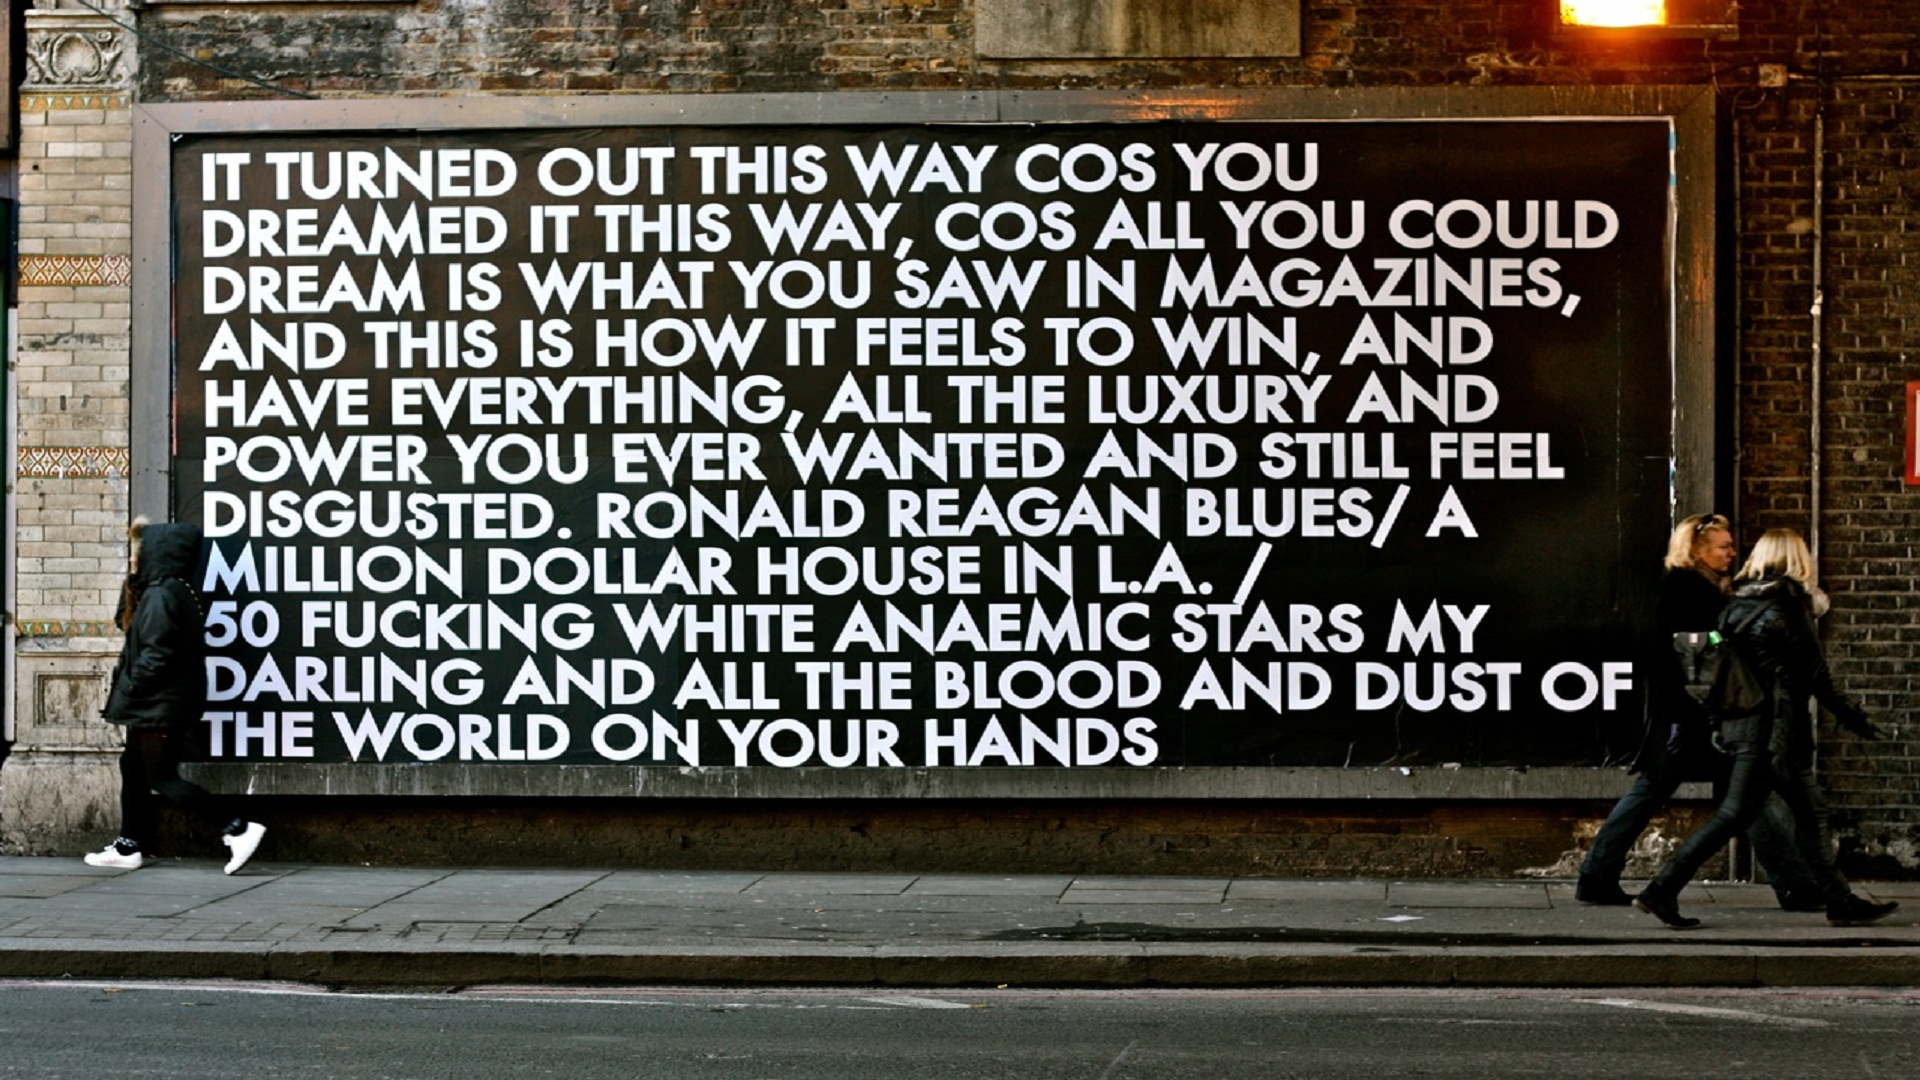 IT TURNED OUT THIS WAY COS YOU
DREAMED IT THIS WAY, COS ALL YOU COULD
DREAM IS WHAT YOU SAW IN MAGAZINES,
AND THIS IS HOW IT FEELS TO WIN, AND
HAVE EVERYTHING, ALL THE LUXURY AND
POWER YOU EVER WANTED AND STILL FEEL
DISGUSTED. RONALD REAGAN BLUES/ A
MILLION DOLLAR HOUSE IN L.A. /
50 FUCKING WHITE ANAEMIC STARS MY
DARLING AND ALL THE BLOOD AND DUST OF
THE WORLD ON YOUR HANDS